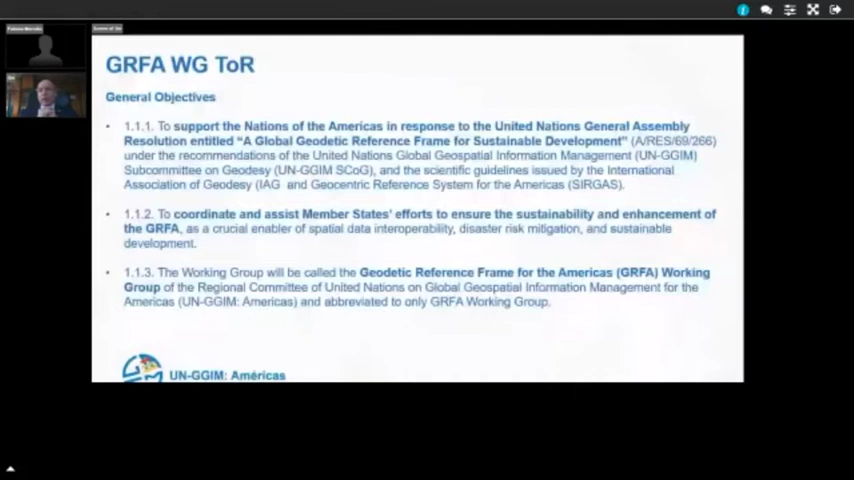 GRFA WG ToR
General Objectives
• 1.1.1. To support the Nations of the Americas in response to the United Nations General Assembly
Resolution entitled “A Global Geodetic Reference Frame for Sustainable Development” (A/RES/69/266)
under the recommendations of the United Nations Global Geospatial Information Management (UN-GGIM)
Subcommittee on Geodesy (UN-GGIM SCoG), and the scientific guidelines issued by the International
Association of Geodesy (IAG and Geocentric Reference System for the Americas (SIRGAS).
• 1.1.2. To coordinate and assist Member States’ efforts to ensure the sustainability and enhancement of
the GRFA, as a crucial enabler of spatial data interoperability, disaster risk mitigation, and sustainable
development.
• 1.1.3. The Working Group will be called the Geodetic Reference Frame for the Americas (GRFA) Working
Group of the Regional Committee of United Nations on Global Geospatial Information Management for the
Americas (UN-GGIM: Americas) and abbreviated to only GRFA Working Group.
UN-GGIM: Américas